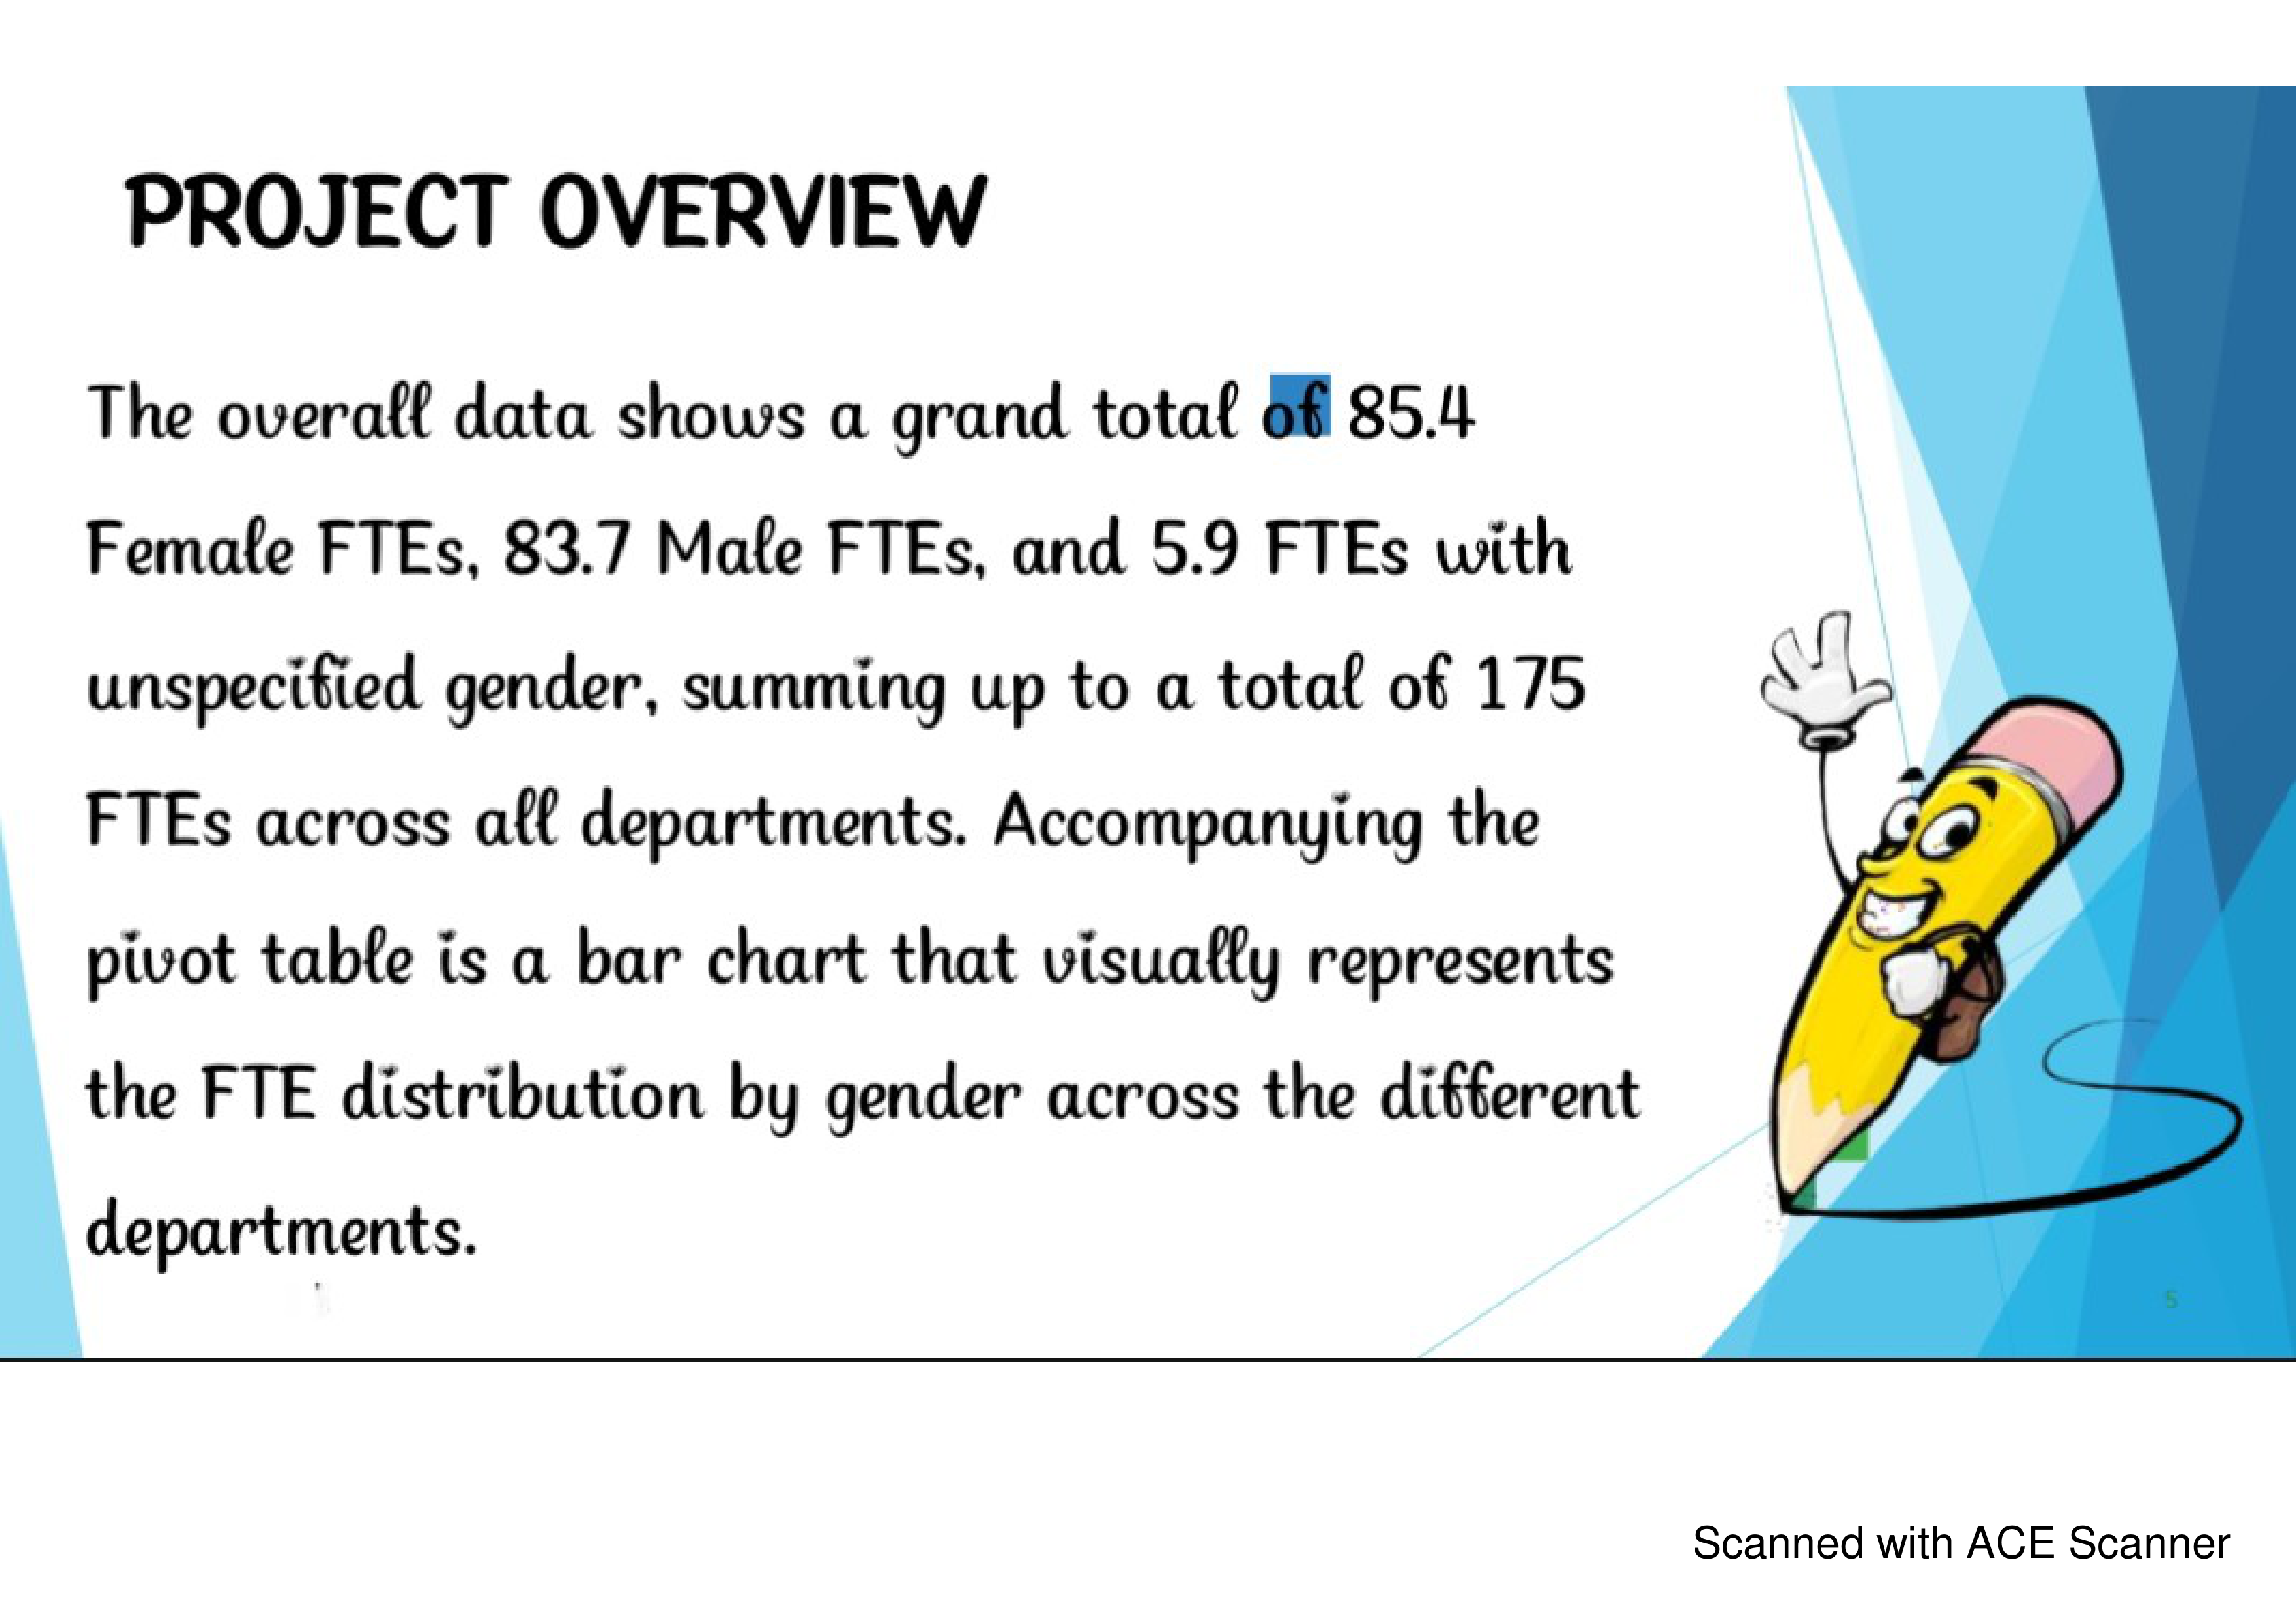 PROJECT OVERVIEW
The overall data shows a grand total of 85.4
Female FTEs, 83.7 Male FTEs, and 5.9 FTEs with
unspecified gender, summing up to a total of 175
FTEs across all departments. Accompanying the
pivot table is a bar chart that visually represents
the FTE distribution by gender across the different
departments.
5
Scanned with ACE Scanner